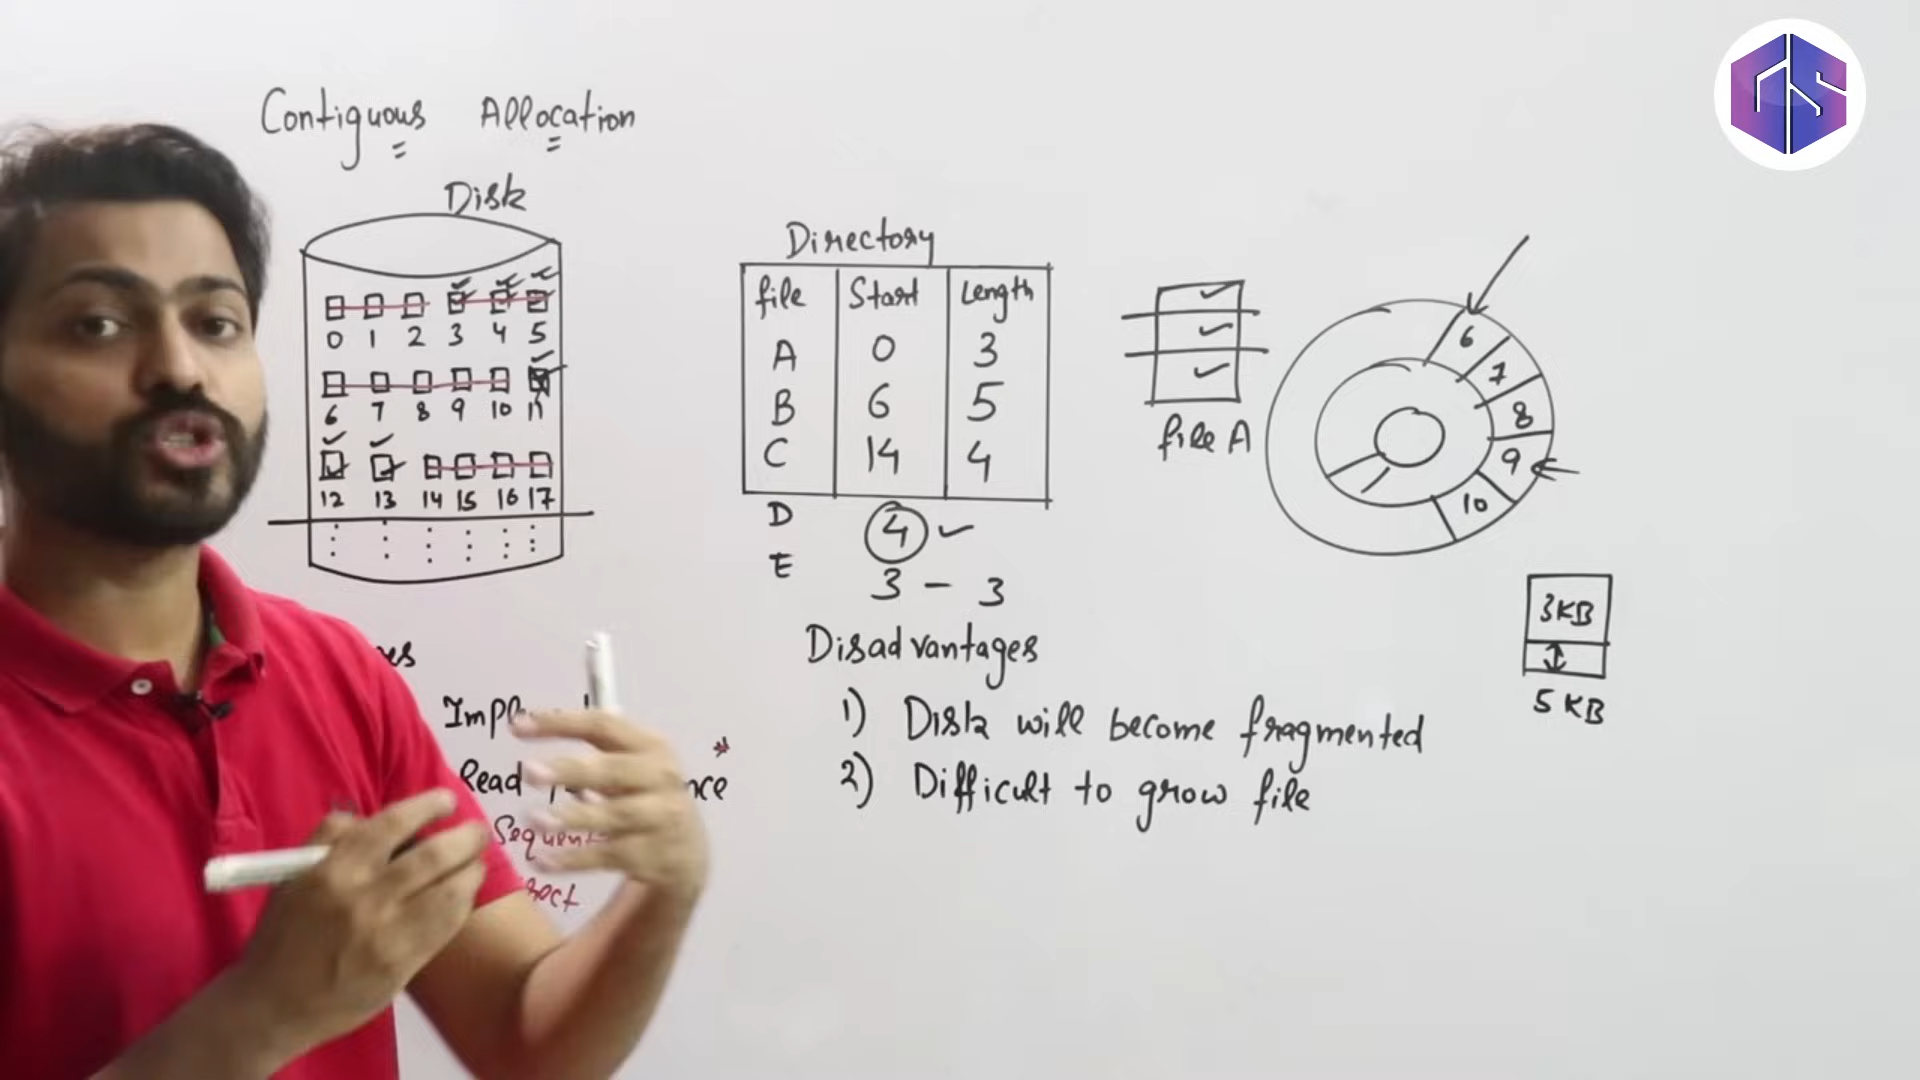 Contiguous Allocation
Disk
0 1 2 3 4 5
6 7 8 9 10 11
12 13 14 15 16 17
Directory
file Start Length
A 0 3
B 6 5
C 14 4
D 4
E 3 - 3
file A
6
7
8
9
10
3KB
5 KB
Read
Disadvantages
1) Disk will become fragmented
2) Difficult to grow file